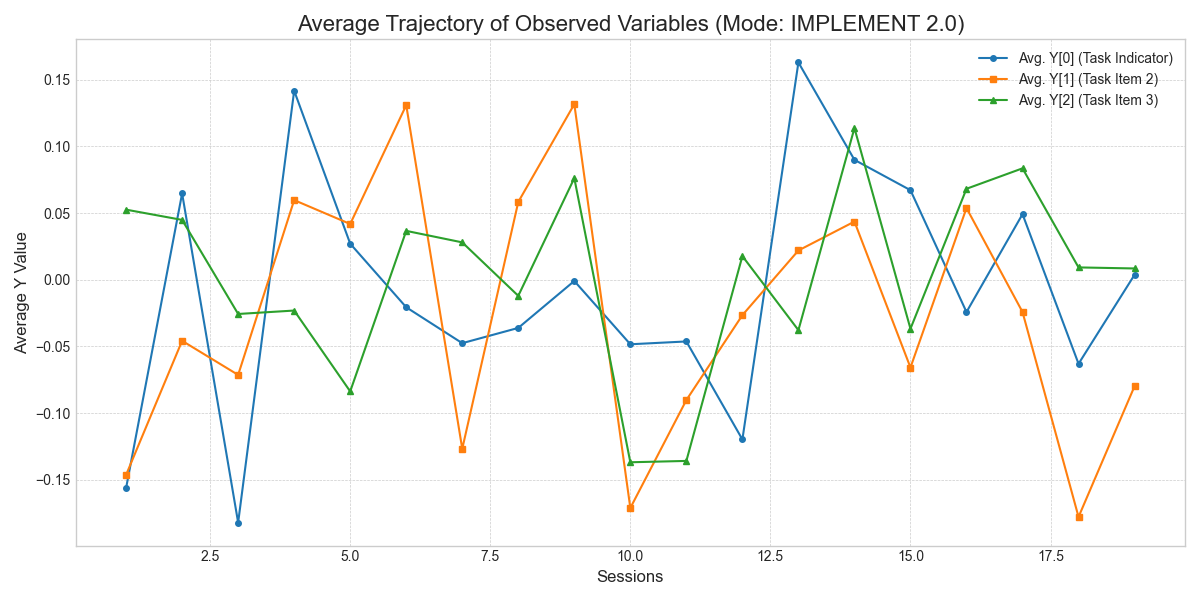 Average Trajectory of Observed Variables (Mode: IMPLEMENT 2.0)
Avg. Y[0] (Task Indicator)
Avg. Y[1] (Task Item 2)
Avg. Y[2] (Task Item 3)
Average Y Value
0.15
0.10
0.05
0.00
−0.05
−0.10
−0.15
2.5 5.0 7.5 10.0 12.5 15.0 17.5
Sessions